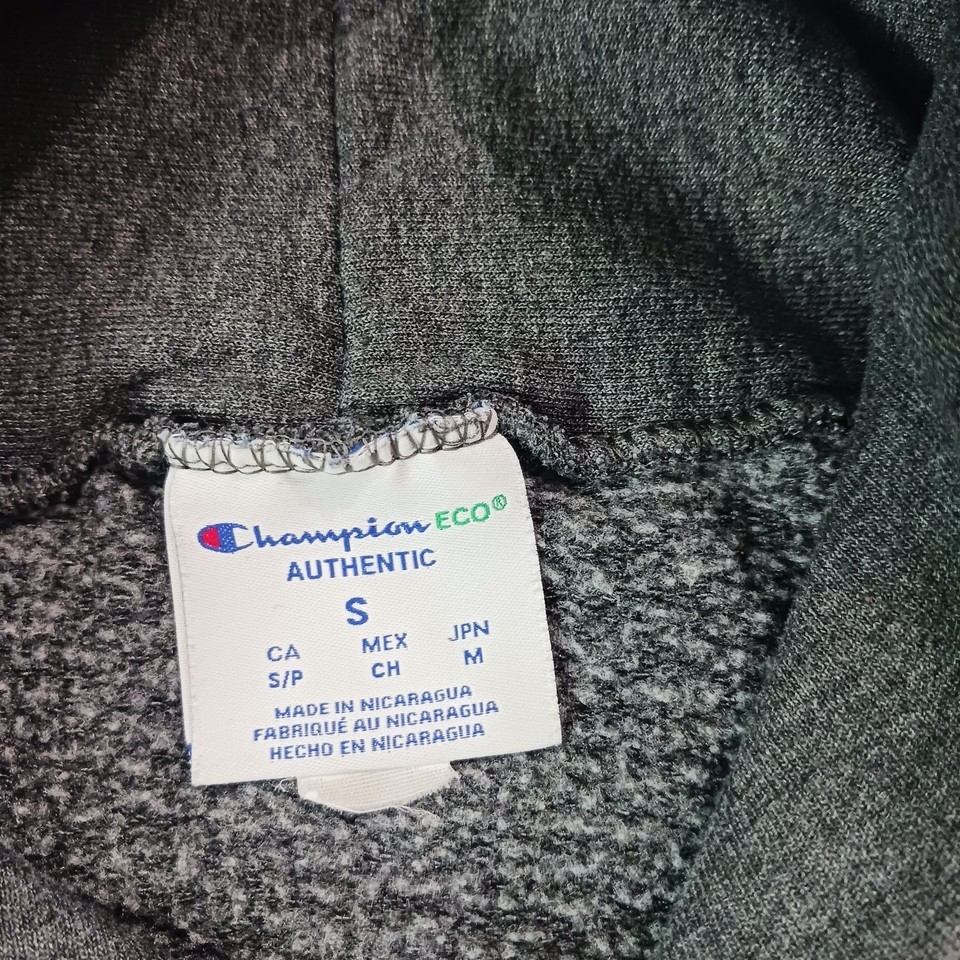 Champion ECO®
AUTHENTIC
S
CA MEX JPN
S/P CH M
MADE IN NICARAGUA
FABRIQUÉ AU NICARAGUA
HECHO EN NICARAGUA